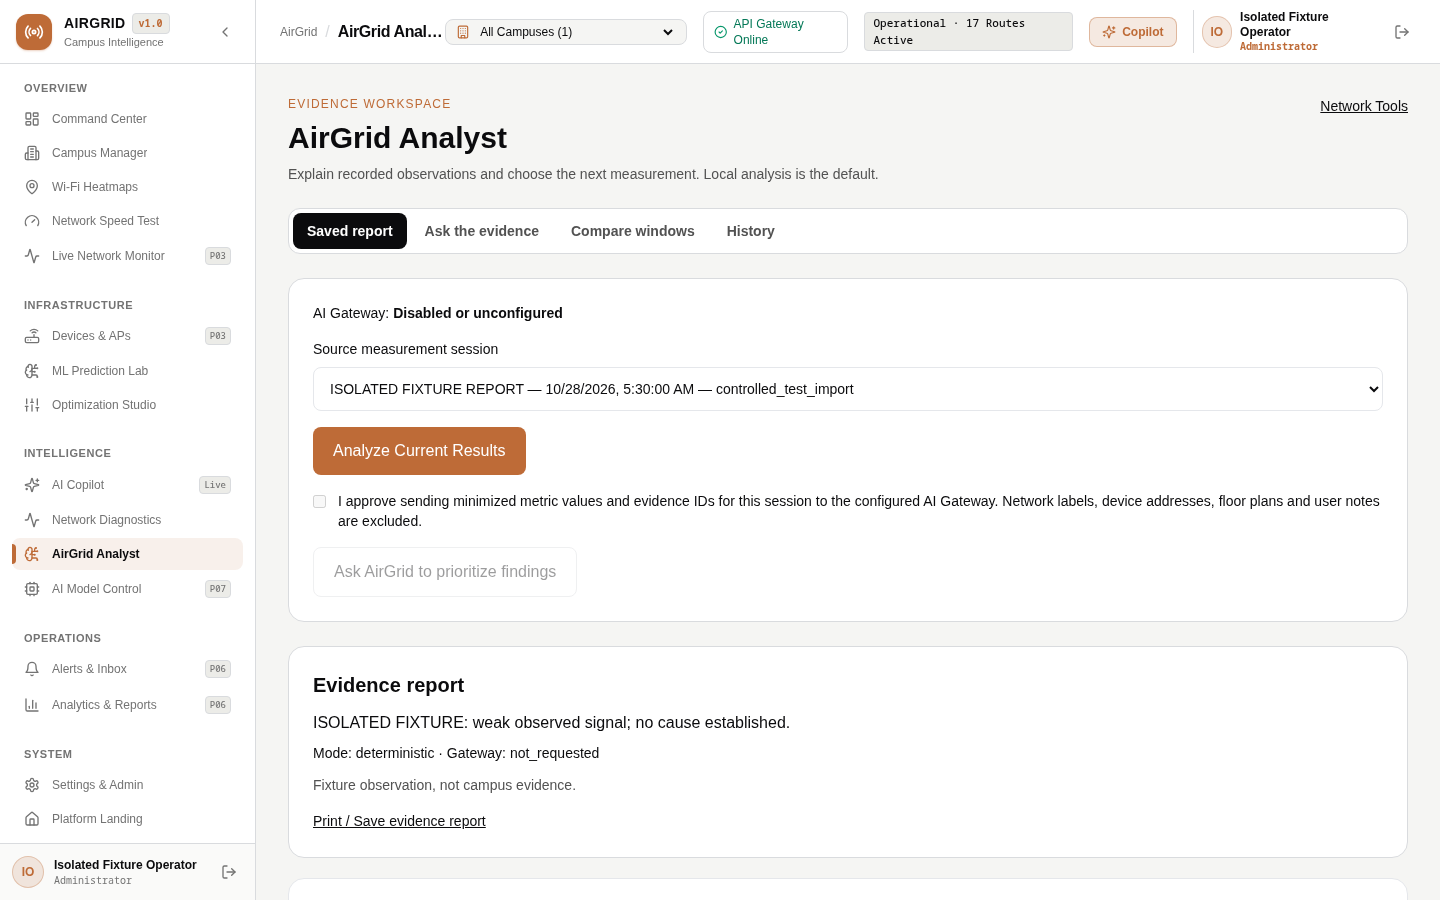 AIRGRID v1.0
Campus Intelligence
OVERVIEW
Command Center
Campus Manager
Wi-Fi Heatmaps
Network Speed Test
Live Network Monitor P03
INFRASTRUCTURE
Devices & APs P03
ML Prediction Lab
Optimization Studio
INTELLIGENCE
AI Copilot Live
Network Diagnostics
AirGrid Analyst
AI Model Control P07
OPERATIONS
Alerts & Inbox P06
Analytics & Reports P06
SYSTEM
Settings & Admin
Platform Landing
IO Isolated Fixture Operator
Administrator
AirGrid / AirGrid Anal...
All Campuses (1)
API Gateway
Online
Operational · 17 Routes
Active
Copilot
IO
Isolated Fixture
Operator
Administrator
EVIDENCE WORKSPACE
Network Tools
AirGrid Analyst
Explain recorded observations and choose the next measurement. Local analysis is the default.
Saved report Ask the evidence Compare windows History
AI Gateway: Disabled or unconfigured
Source measurement session
ISOLATED FIXTURE REPORT — 10/28/2026, 5:30:00 AM — controlled_test_import
Analyze Current Results
I approve sending minimized metric values and evidence IDs for this session to the configured AI Gateway. Network labels, device addresses, floor plans and user notes
are excluded.
Ask AirGrid to prioritize findings
Evidence report
ISOLATED FIXTURE: weak observed signal; no cause established.
Mode: deterministic · Gateway: not_requested
Fixture observation, not campus evidence.
Print / Save evidence report